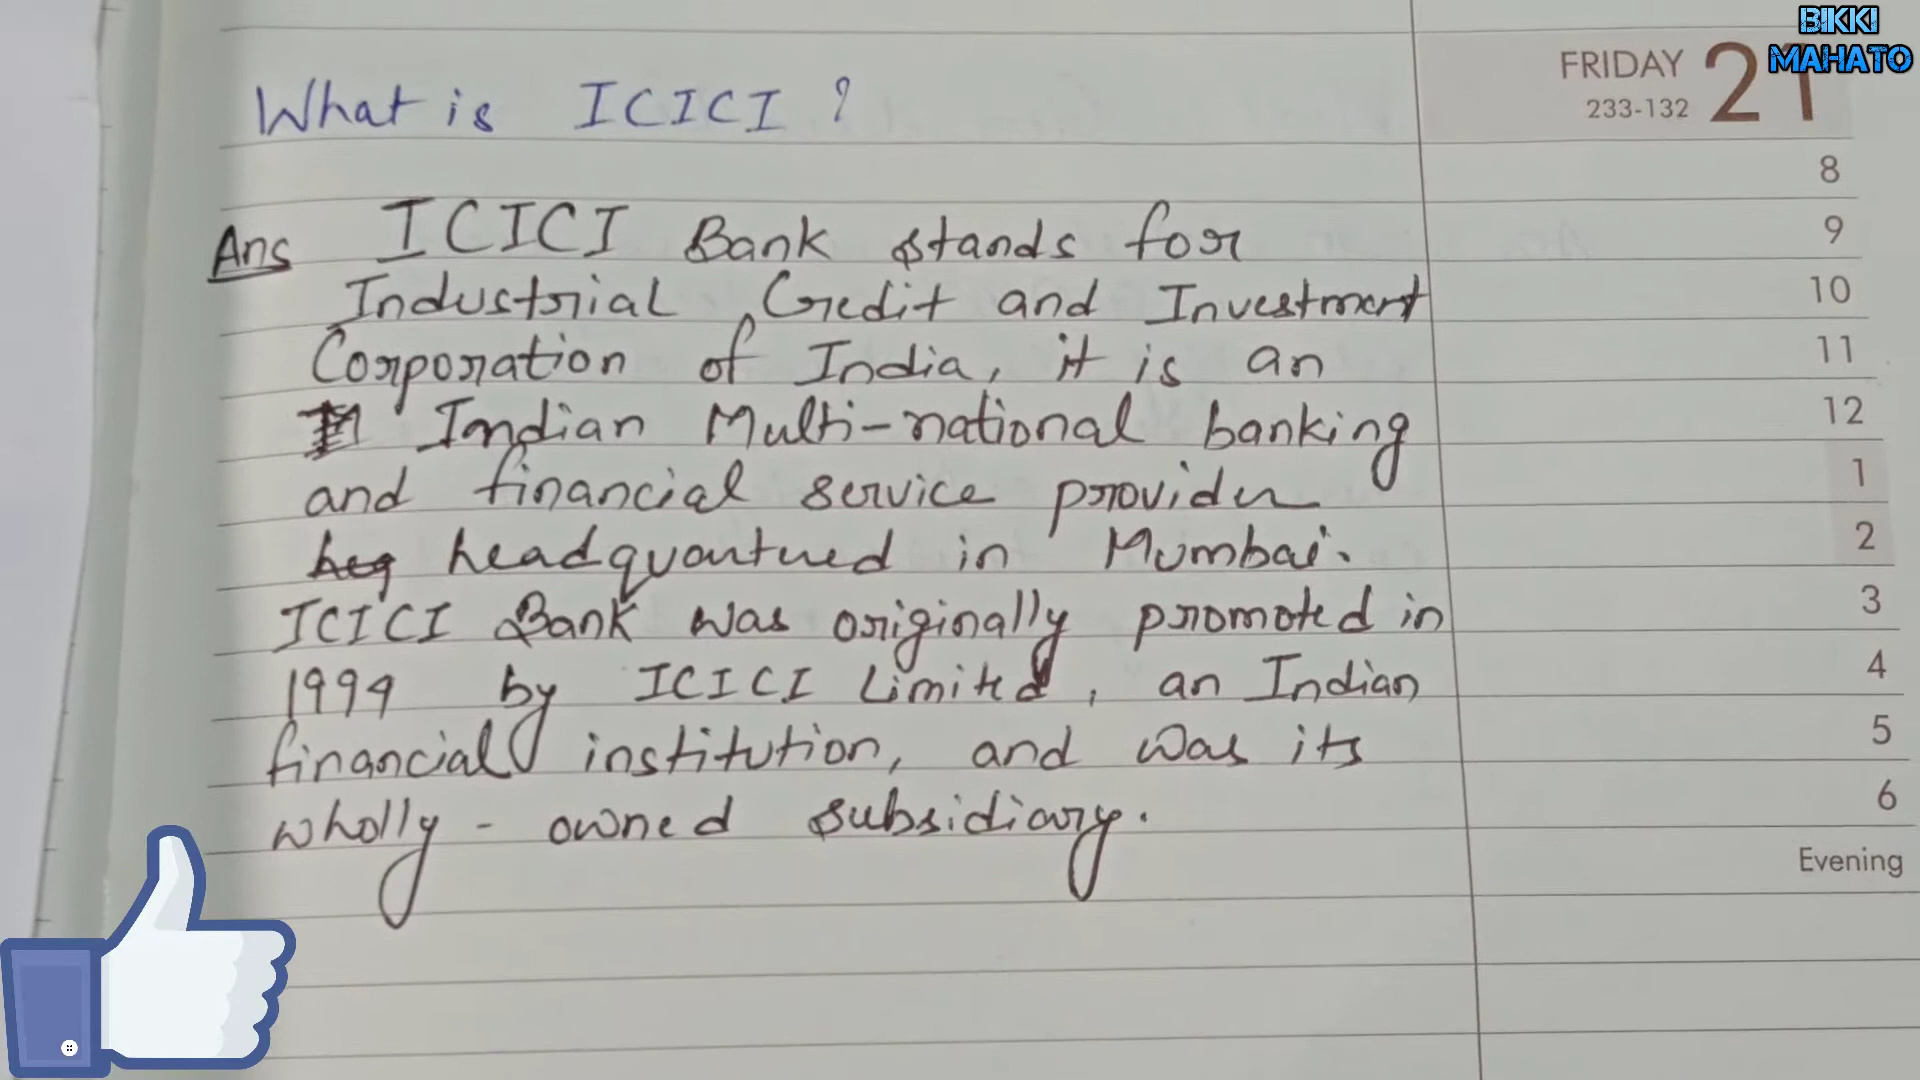 BIKKI
MAHATO
FRIDAY 21
233-132
What is ICICI ?
8
Ans ICICI Bank stands for
9
Industrial Credit and Investment
10
Corporation of India, it is an
11
Indian Multi-national banking
12
and financial service provider
1
headquartered in Mumbai.
2
ICICI Bank was originally promoted in
3
1994 by ICICI Limited, an Indian
4
financial institution, and was its
5
wholly - owned subsidiary.
6
Evening